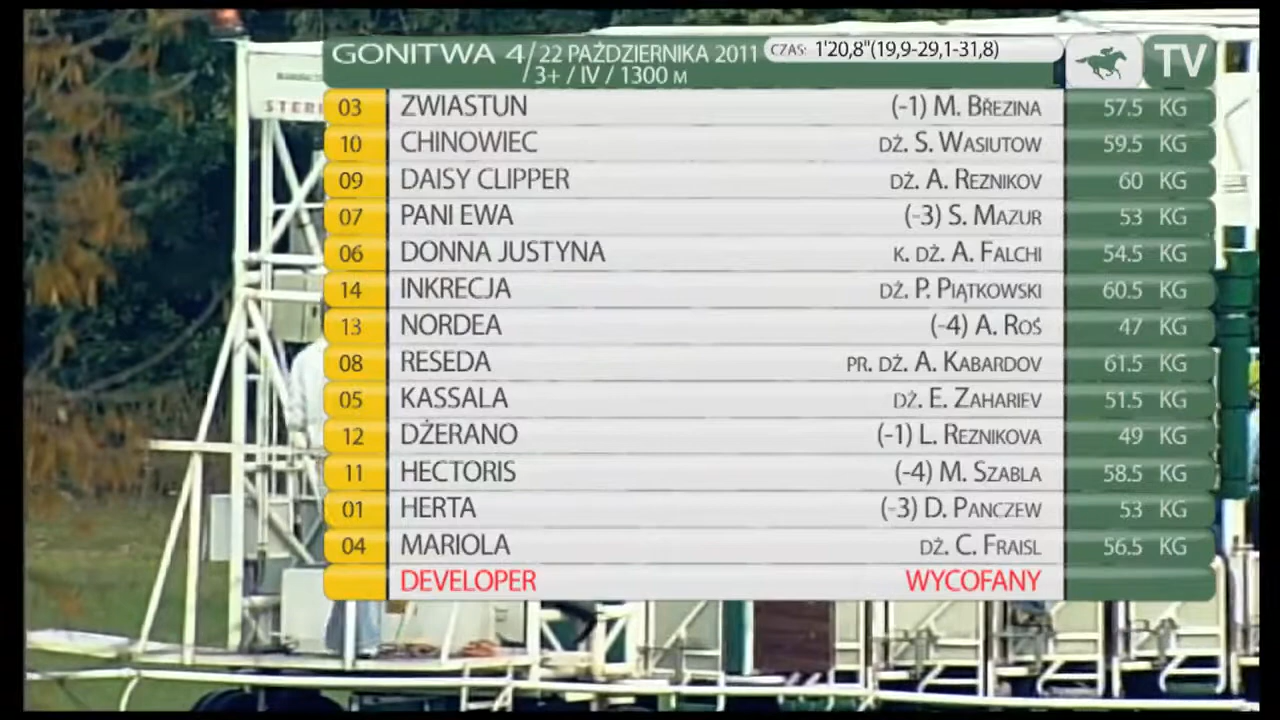 GONITWA 4 / 22 PAŹDZIERNIKA 2011 CZAS: 1'20,8"(19,9-29,1-31,8) TV
3+ / IV / 1300 M
03 ZWIASTUN (-1) M. BŘEZINA 57.5 KG
10 CHINOWIEC DŻ. S. WASIUTOW 59.5 KG
09 DAISY CLIPPER DŻ. A. REZNIKOV 60 KG
07 PANI EWA (-3) S. MAZUR 53 KG
06 DONNA JUSTYNA K. DŻ. A. FALCHI 54.5 KG
14 INKRECJA DŻ. P. PIĄTKOWSKI 60.5 KG
13 NORDEA (-4) A. ROŚ 47 KG
08 RESEDA PR. DŻ. A. KABARDOV 61.5 KG
05 KASSALA DŻ. E. ZAHARIEV 51.5 KG
12 DŻERANO (-1) L. REZNIKOVA 49 KG
11 HECTORIS (-4) M. SZABLA 58.5 KG
01 HERTA (-3) D. PANCZEW 53 KG
04 MARIOLA DŻ. C. FRAISL 56.5 KG
DEVELOPER WYCOFANY